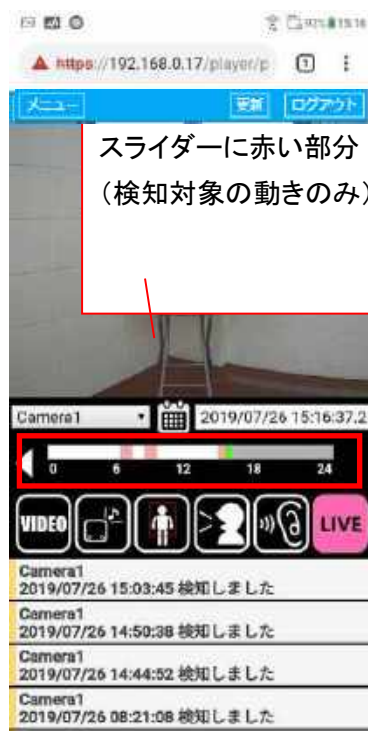 15:16
https://192.168.0.17/player/p
1
メニュー
更新
ログアウト
スライダーに赤い部分
(検知対象の動きのみ)
Camera1
2019/07/26 15:16:37.2
0 6 12 18 24
VIDEO
LIVE
Camera1
2019/07/26 15:03:45 検知しました
Camera1
2019/07/26 14:50:38 検知しました
Camera1
2019/07/26 14:44:52 検知しました
Camera1
2019/07/26 08:21:08 検知しました